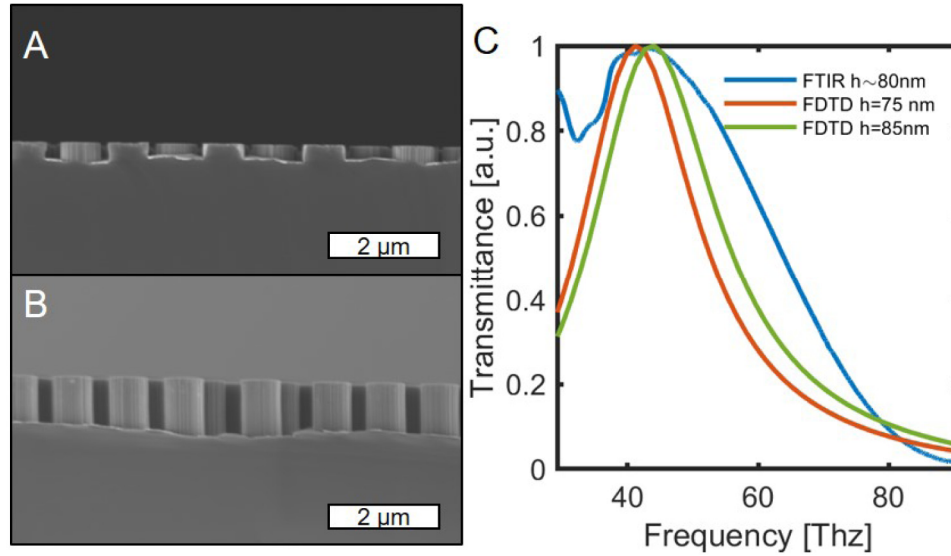 A
2 µm
B
2 µm
C
Transmittance [a.u.]
1
0.8
0.6
0.4
0.2
0
FTIR h~80nm
FDTD h=75 nm
FDTD h=85nm
40
60
80
Frequency [Thz]